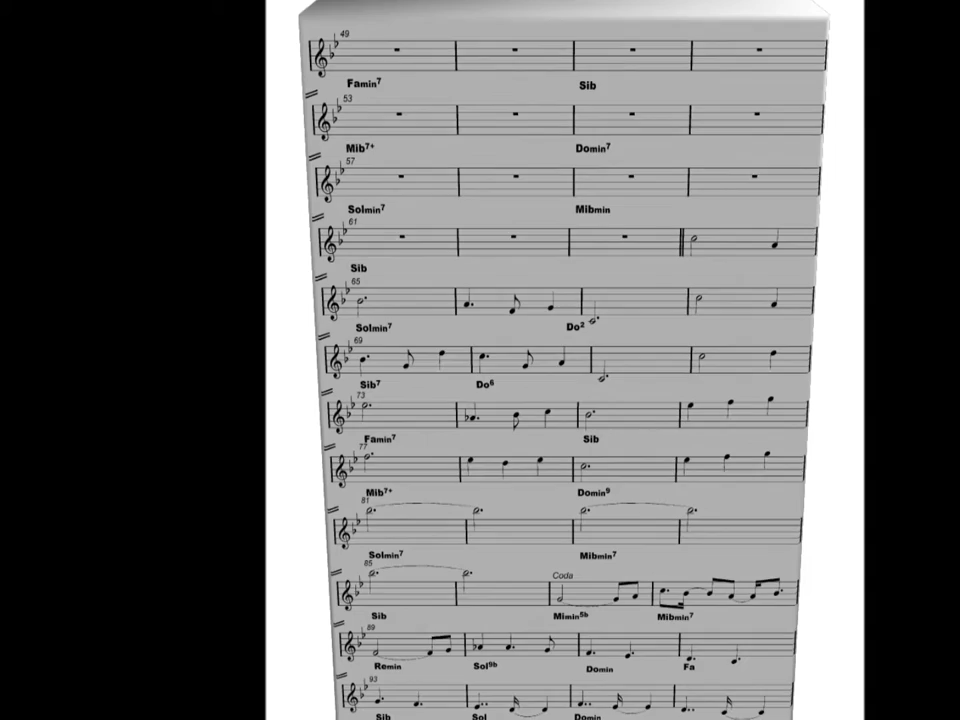 49
Famin7 Sib
53
Mib7+ Domin7
57
Solmin7 Mibmin
61
Sib
65
Solmin7 Do2
69
Sib7 Do6
73
Famin7 Sib
77
Mib7+ Domin9
81
Solmin7 Mibmin7
85
Coda
Sib Mimin5b Mibmin7
89
Remin Sol9b Domin Fa
93
Sib Sol Domin